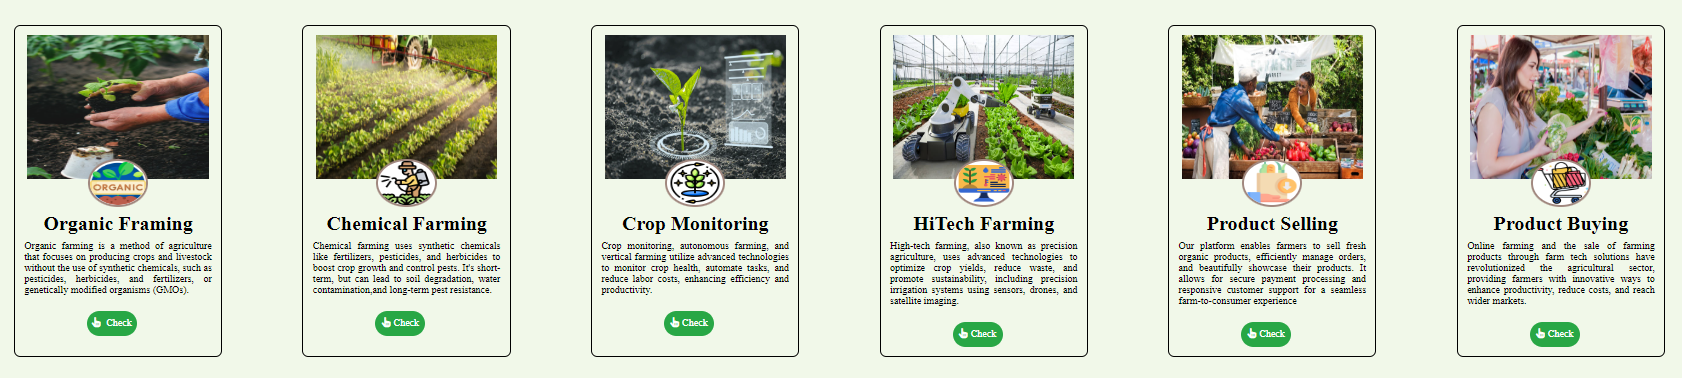 ORGANIC
Organic Framing
Organic farming is a method of agriculture
that focuses on producing crops and livestock
without the use of synthetic chemicals, such as
pesticides, herbicides, and fertilizers, or
genetically modified organisms (GMOs).
Check
Chemical Farming
Chemical farming uses synthetic chemicals
like fertilizers, pesticides, and herbicides to
boost crop growth and control pests. It's short-
term, but can lead to soil degradation, water
contamination,and long-term pest resistance.
Check
Crop Monitoring
Crop monitoring, autonomous farming, and
vertical farming utilize advanced technologies
to monitor crop health, automate tasks, and
reduce labor costs, enhancing efficiency and
productivity.
Check
HiTech Farming
High-tech farming, also known as precision
agriculture, uses advanced technologies to
optimize crop yields, reduce waste, and
promote sustainability, including precision
irrigation systems using sensors, drones, and
satellite imaging.
Check
MARKET
Product Selling
Our platform enables farmers to sell fresh
organic products, efficiently manage orders,
and beautifully showcase their products. It
allows for secure payment processing and
responsive customer support for a seamless
farm-to-consumer experience
Check
Product Buying
Online farming and the sale of farming
products through farm tech solutions have
revolutionized the agricultural sector,
providing farmers with innovative ways to
enhance productivity, reduce costs, and reach
wider markets.
Check